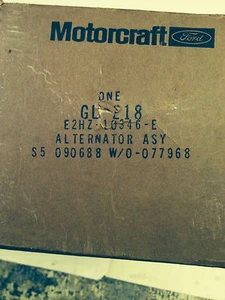 Motorcraft Ford
ONE
GL-218
E2HZ-10346-E
ALTERNATOR ASY
S5 090688 W/O-077968